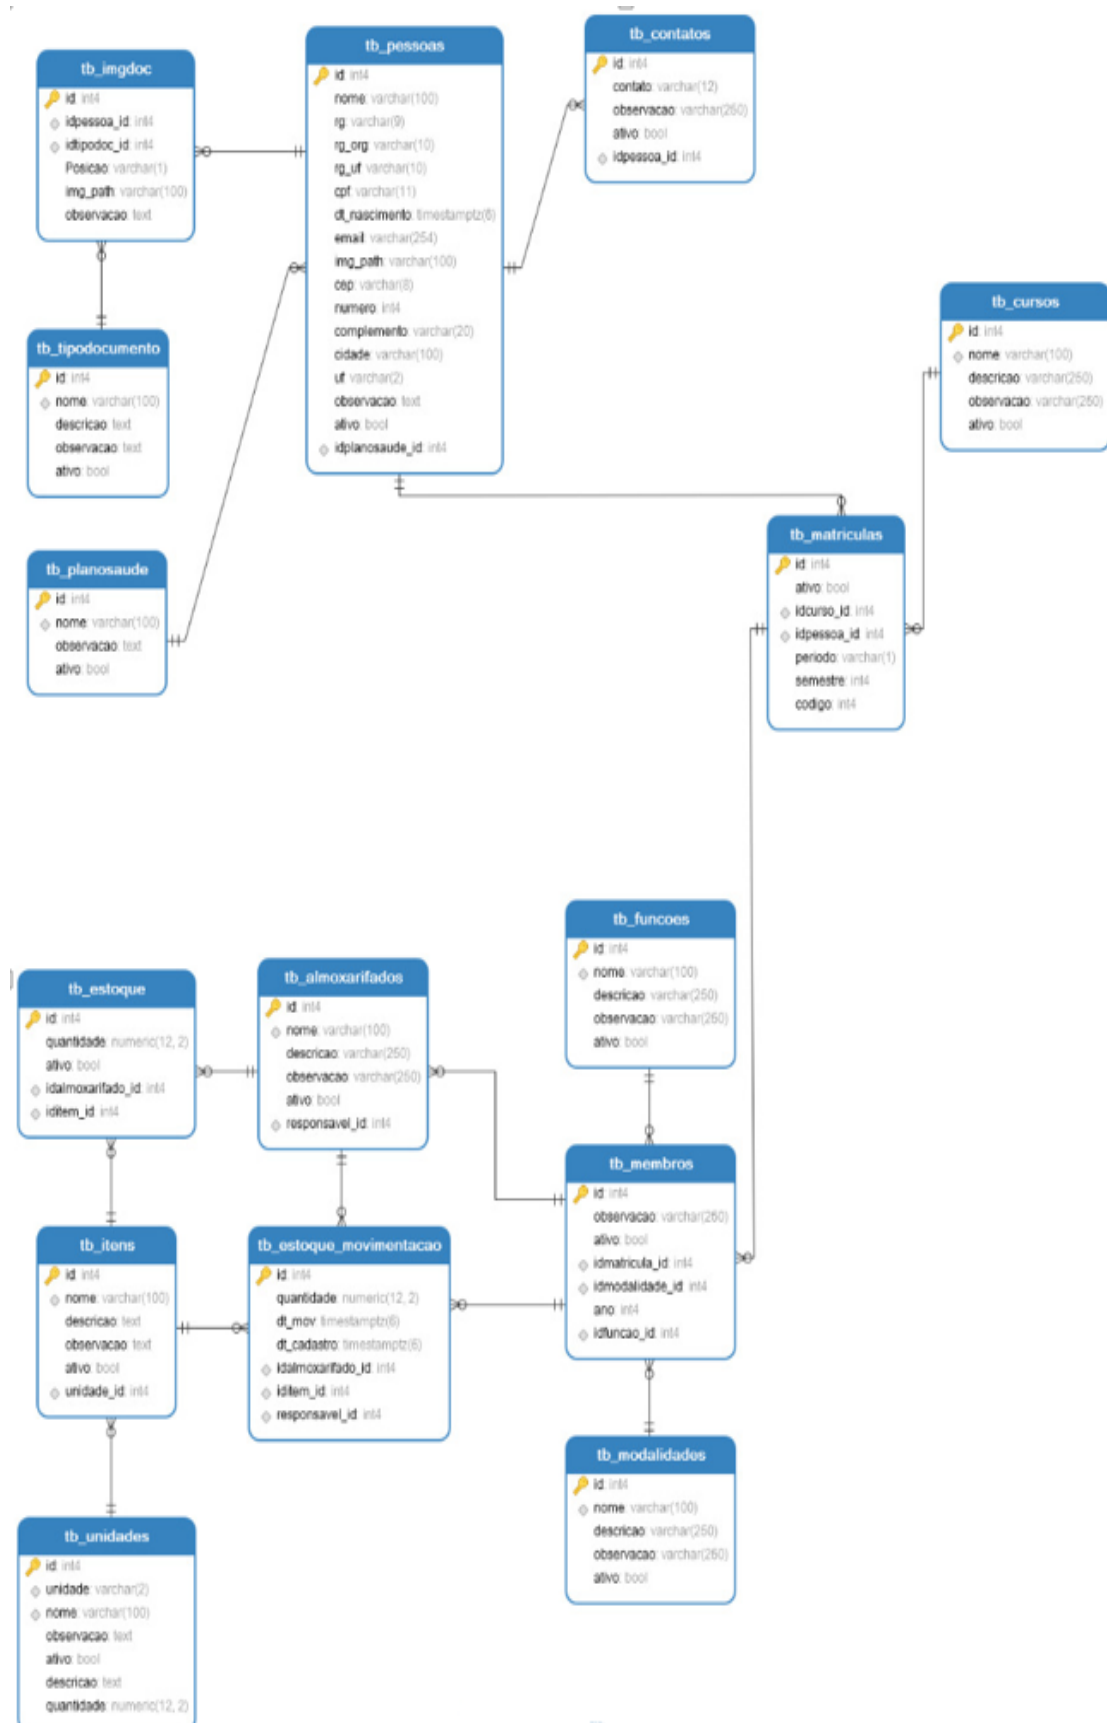 tb_imgdoc
id: int4
idpessoa_id: int4
idtipodoc_id: int4
Posicao: varchar(1)
img_path: varchar(100)
observacao: text
tb_pessoas
id: int4
nome: varchar(100)
rg: varchar(9)
rg_org: varchar(10)
rg_uf: varchar(10)
cpf: varchar(11)
dt_nascimento: timestamptz(6)
email: varchar(254)
img_path: varchar(100)
cep: varchar(8)
numero: int4
complemento: varchar(20)
cidade: varchar(100)
uf: varchar(2)
observacao: text
ativo: bool
idplanosaude_id: int4
tb_contatos
id: int4
contato: varchar(12)
observacao: varchar(250)
ativo: bool
idpessoa_id: int4
tb_cursos
id: int4
nome: varchar(100)
descricao: varchar(250)
observacao: varchar(250)
ativo: bool
tb_tipodocumento
id: int4
nome: varchar(100)
descricao: text
observacao: text
ativo: bool
tb_planosaude
id: int4
nome: varchar(100)
observacao: text
ativo: bool
tb_matriculas
id: int4
ativo: bool
idcurso_id: int4
idpessoa_id: int4
periodo: varchar(1)
semestre: int4
codigo: int4
tb_funcoes
id: int4
nome: varchar(100)
descricao: varchar(250)
observacao: varchar(250)
ativo: bool
tb_estoque
id: int4
quantidade: numeric(12, 2)
ativo: bool
idalmoxarifado_id: int4
iditem_id: int4
tb_almoxarifados
id: int4
nome: varchar(100)
descricao: varchar(250)
observacao: varchar(250)
ativo: bool
responsavel_id: int4
tb_membros
id: int4
observacao: varchar(250)
ativo: bool
idmatricula_id: int4
idmodalidade_id: int4
ano: int4
idfuncao_id: int4
tb_itens
id: int4
nome: varchar(100)
descricao: text
observacao: text
ativo: bool
unidade_id: int4
tb_estoque_movimentacao
id: int4
quantidade: numeric(12, 2)
dt_mov: timestamptz(6)
dt_cadastro: timestamptz(6)
idalmoxarifado_id: int4
iditem_id: int4
responsavel_id: int4
tb_modalidades
id: int4
nome: varchar(100)
descricao: varchar(250)
observacao: varchar(250)
ativo: bool
tb_unidades
id: int4
unidade: varchar(2)
nome: varchar(100)
observacao: text
ativo: bool
descricao: text
quantidade: numeric(12, 2)